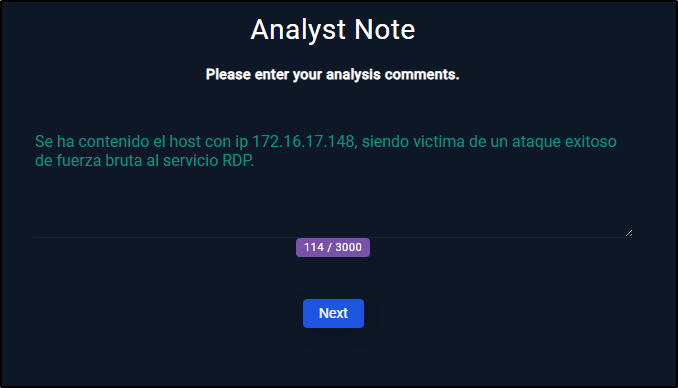 Analyst Note
Please enter your analysis comments.
Se ha contenido el host con ip 172.16.17.148, siendo victima de un ataque exitoso
de fuerza bruta al servicio RDP.
114 / 3000
Next